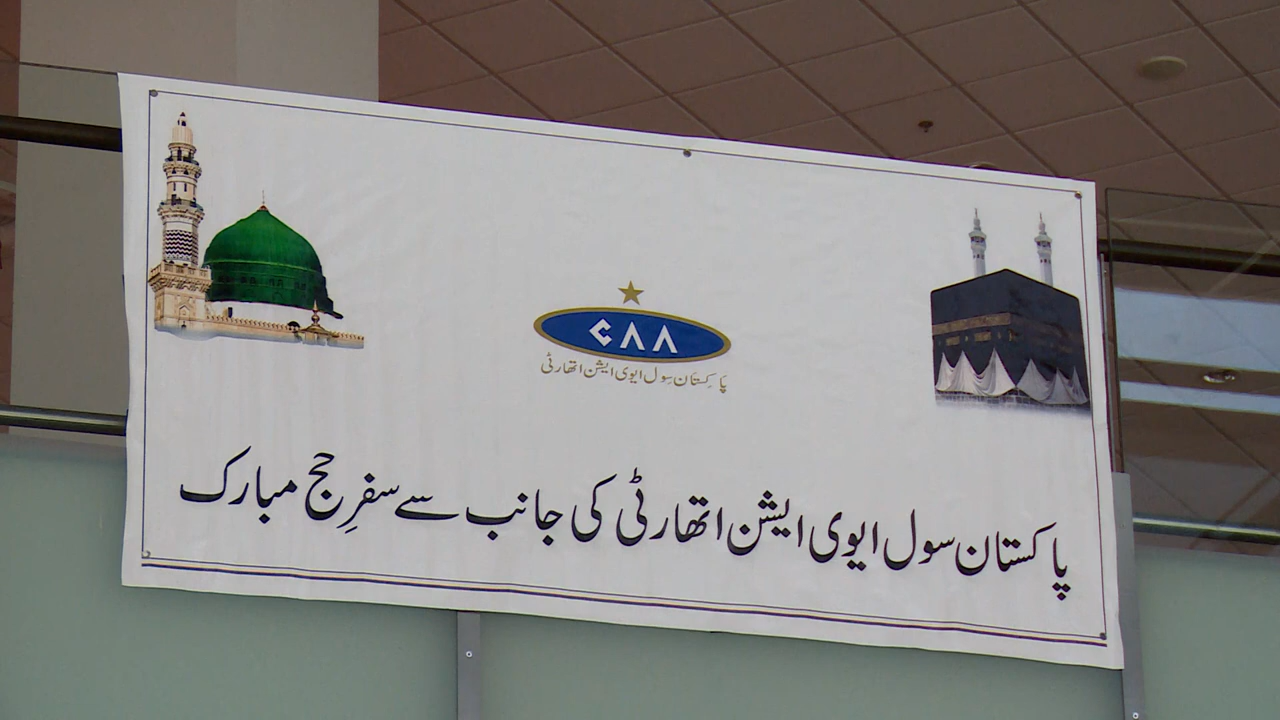 CAA
پاکستان سول ایوی ایشن اتھارٹی
پاکستان سول ایوی ایشن اتھارٹی کی جانب سے سفرِ حج مبارک